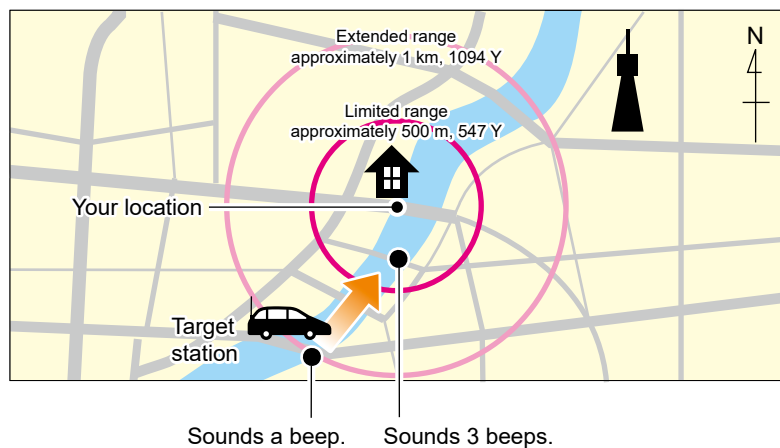 Extended range
approximately 1 km, 1094 Y
N
Limited range
approximately 500 m, 547 Y
Your location
Target
station
Sounds a beep.
Sounds 3 beeps.